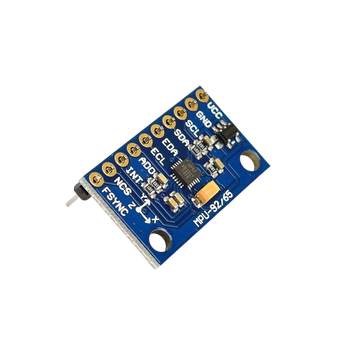 VCC
GND
SCL
SDA
EDA
ECL
ADO
INT
NCS
FSYNC
Z
Y
X
MPU-92/65